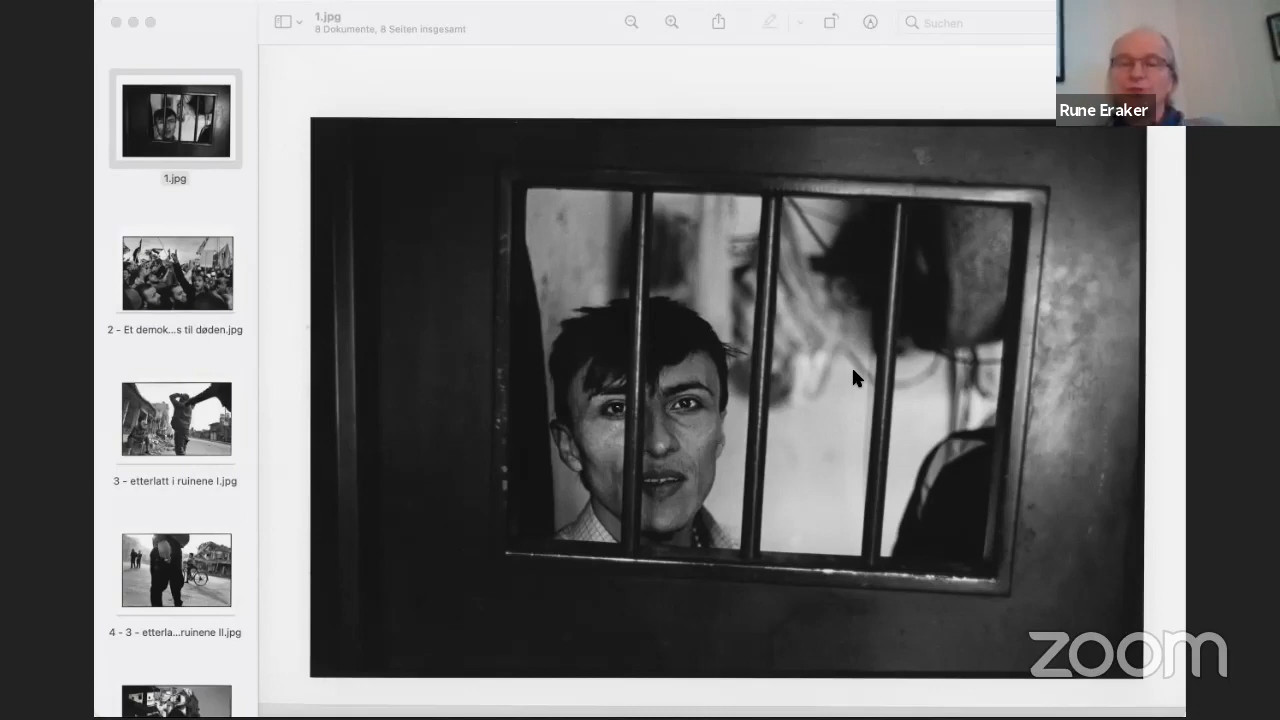 1.jpg
8 Dokumente, 8 Seiten insgesamt
Suchen
Rune Eraker
1.jpg
2 - Et demok...s til døden.jpg
3 - etterlatt i ruinene I.jpg
4 - 3 - etterla...ruinene II.jpg
zoom